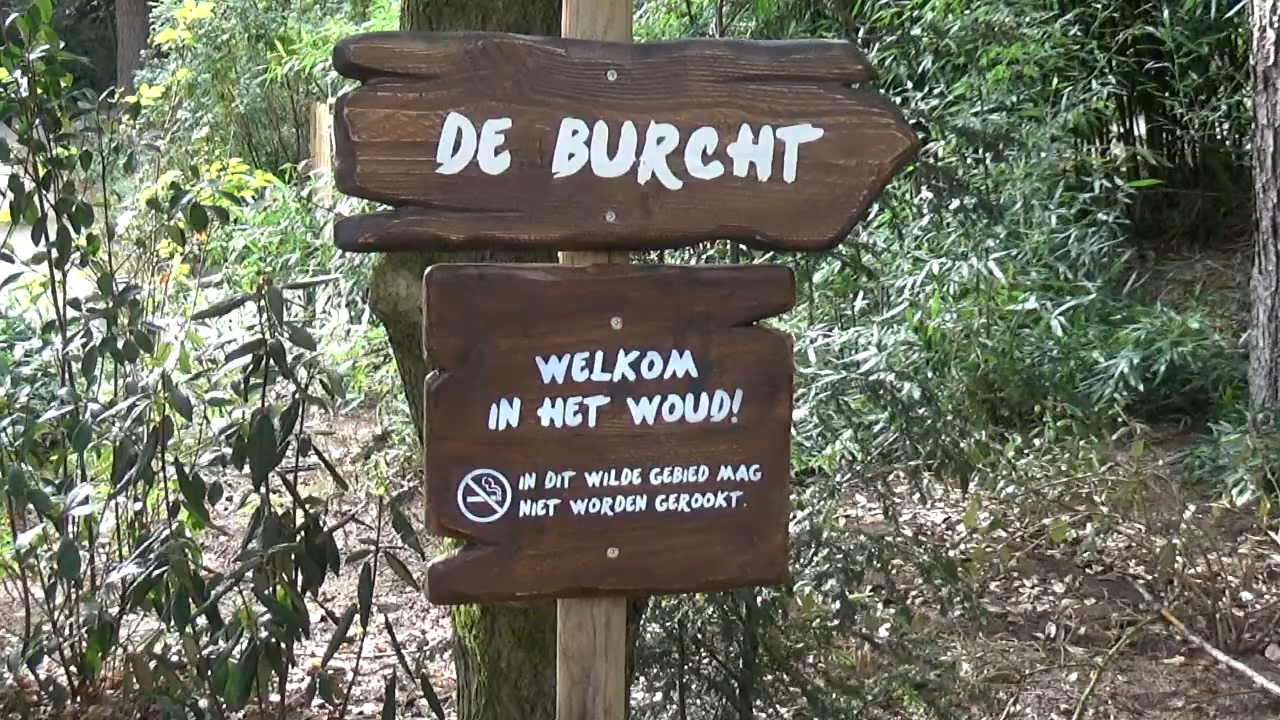 DE BURCHT
WELKOM
IN HET WOUD!
IN DIT WILDE GEBIED MAG
NIET WORDEN GEROOKT.